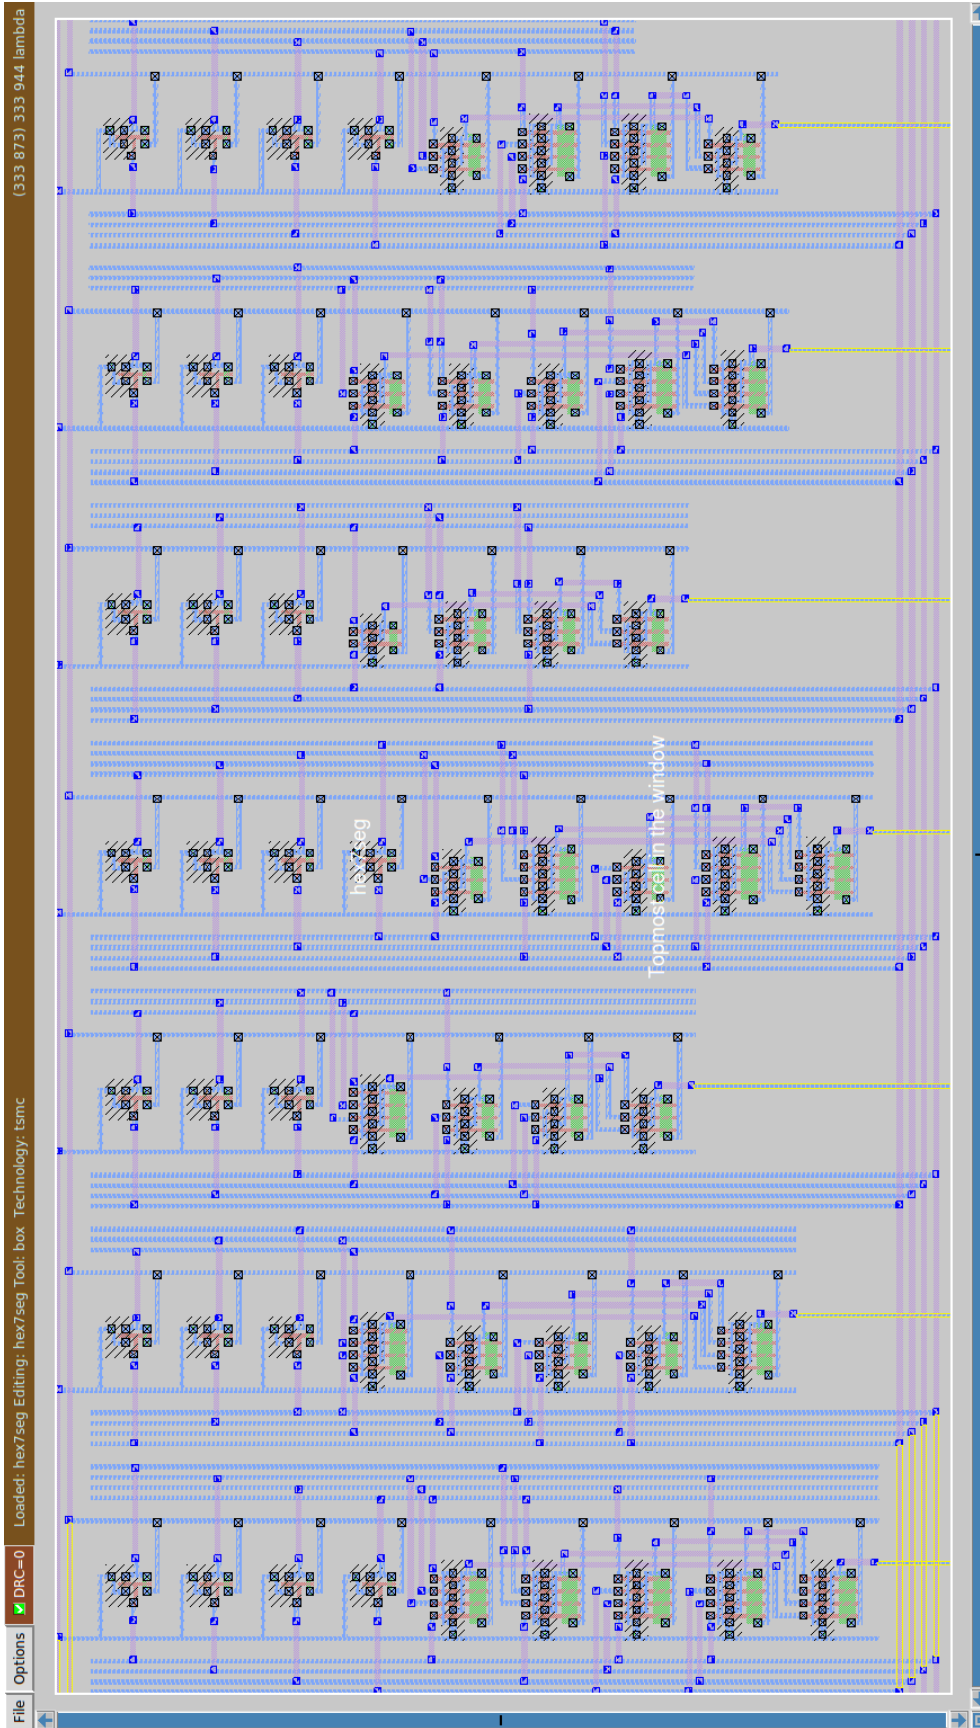 File Options DRC=0 Loaded: hex7seg Editing: hex7seg Tool: box Technology: tsmc (333 873) 333 944 lambda
hex7seg
Topmost cell in the window